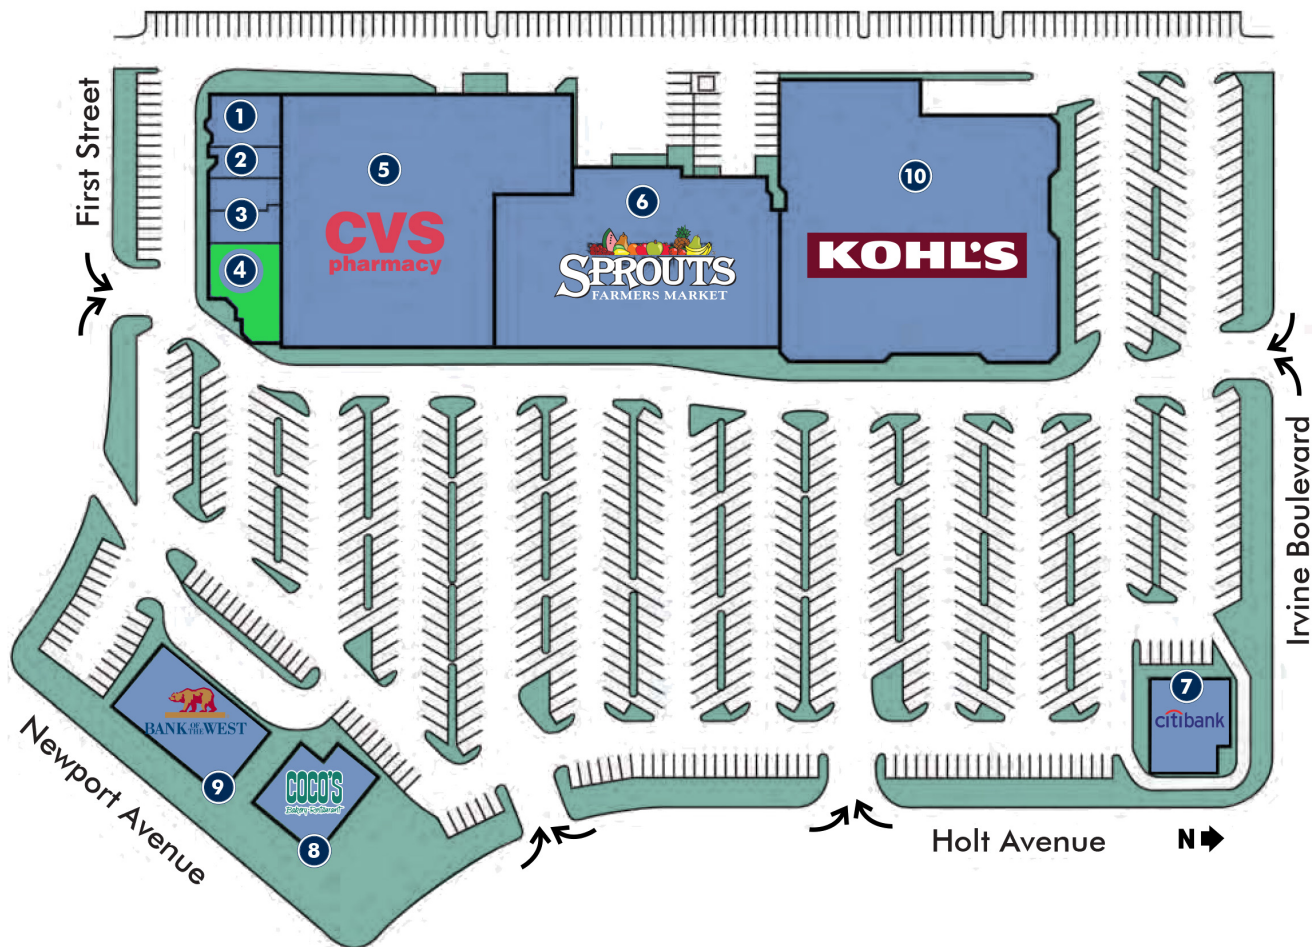 First Street
1
2
3
4
5
CVS
pharmacy
6
SPROUTS
FARMERS MARKET
10
KOHL'S
Irvine Boulevard
7
citibank
BANK OF THE WEST
9
COCO'S
Bakery Restaurant
8
Newport Avenue
Holt Avenue
N